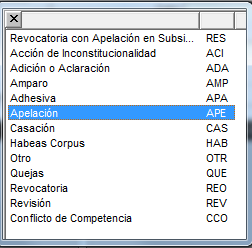 Revocatoria con Apelación en Subsi... RES
Acción de Inconstitucionalidad ACI
Adición o Aclaración ADA
Amparo AMP
Adhesiva APA
Apelación APE
Casación CAS
Habeas Corpus HAB
Otro OTR
Quejas QUE
Revocatoria REO
Revisión REV
Conflicto de Competencia CCO